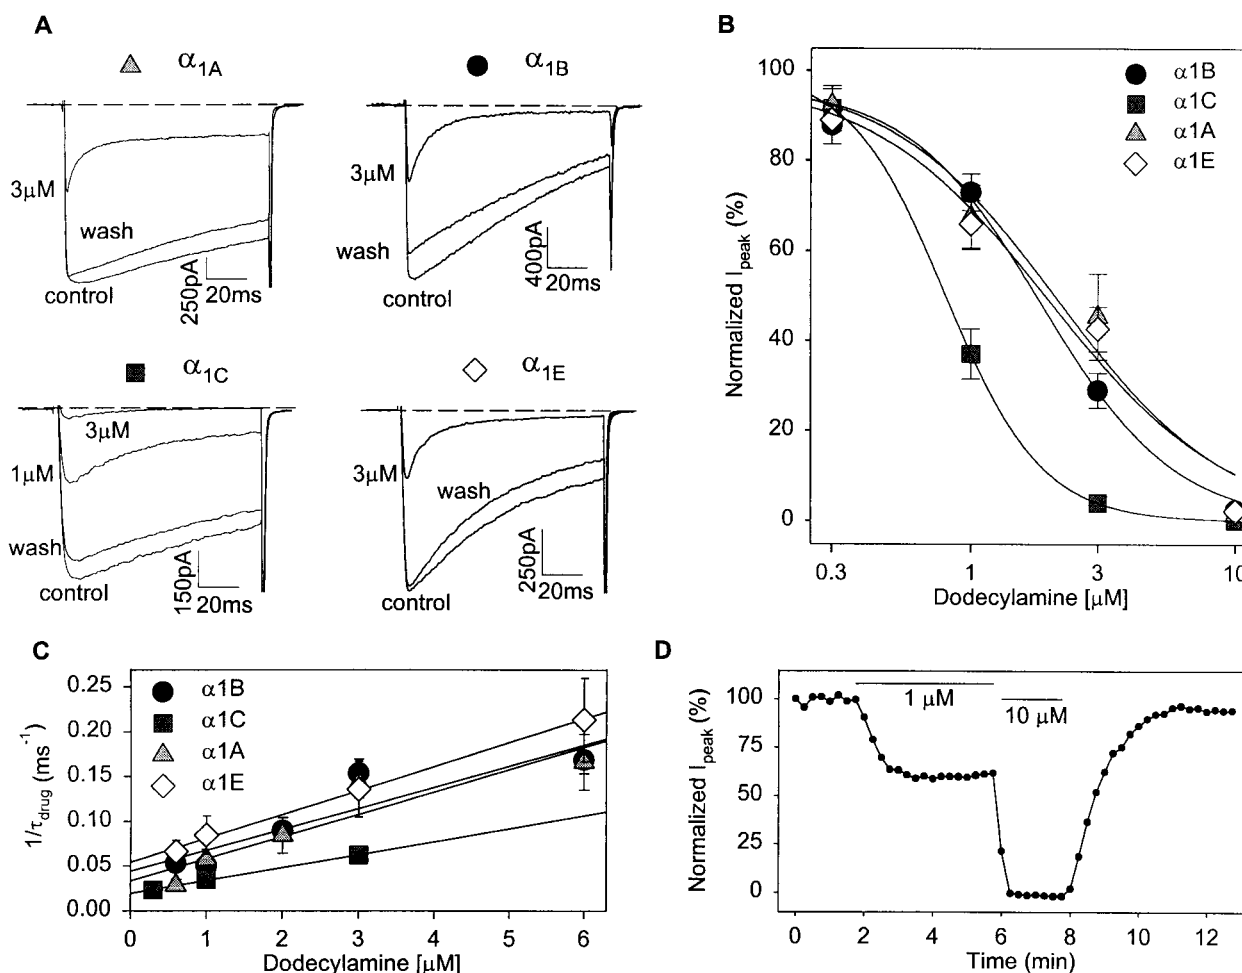 A
α1A
3μM
wash
control
250pA
20ms
α1B
3μM
wash
400pA
20ms
α1C
3μM
1μM
wash
control
150pA
20ms
α1E
3μM
wash
control
250pA
20ms
B
Normalized Ipeak (%)
100
80
60
40
20
0
α1B
α1C
α1A
α1E
0.3
1
3
10
Dodecylamine [μM]
C
1/τdrug (ms-1)
0.25
0.20
0.15
0.10
0.05
0.00
α1B
α1C
α1A
α1E
0
1
2
3
4
5
6
Dodecylamine [μM]
D
Normalized Ipeak (%)
100
75
50
25
0
1 μM
10 μM
0
2
4
6
8
10
12
Time (min)